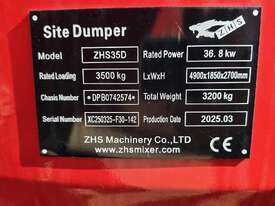 ZHS
Site Dumper
Model ZHS35D Rated Power 36.8 kw
Rated Loading 3500 kg LxWxH 4900x1850x2700mm
Chassis Number *DPB0742574* Total Weight 3200kg
Serial Number XC250325-F30-142 Production Date 2025.03
ZHS Machinery Co.,LTD
www.zhsmixer.com
CE